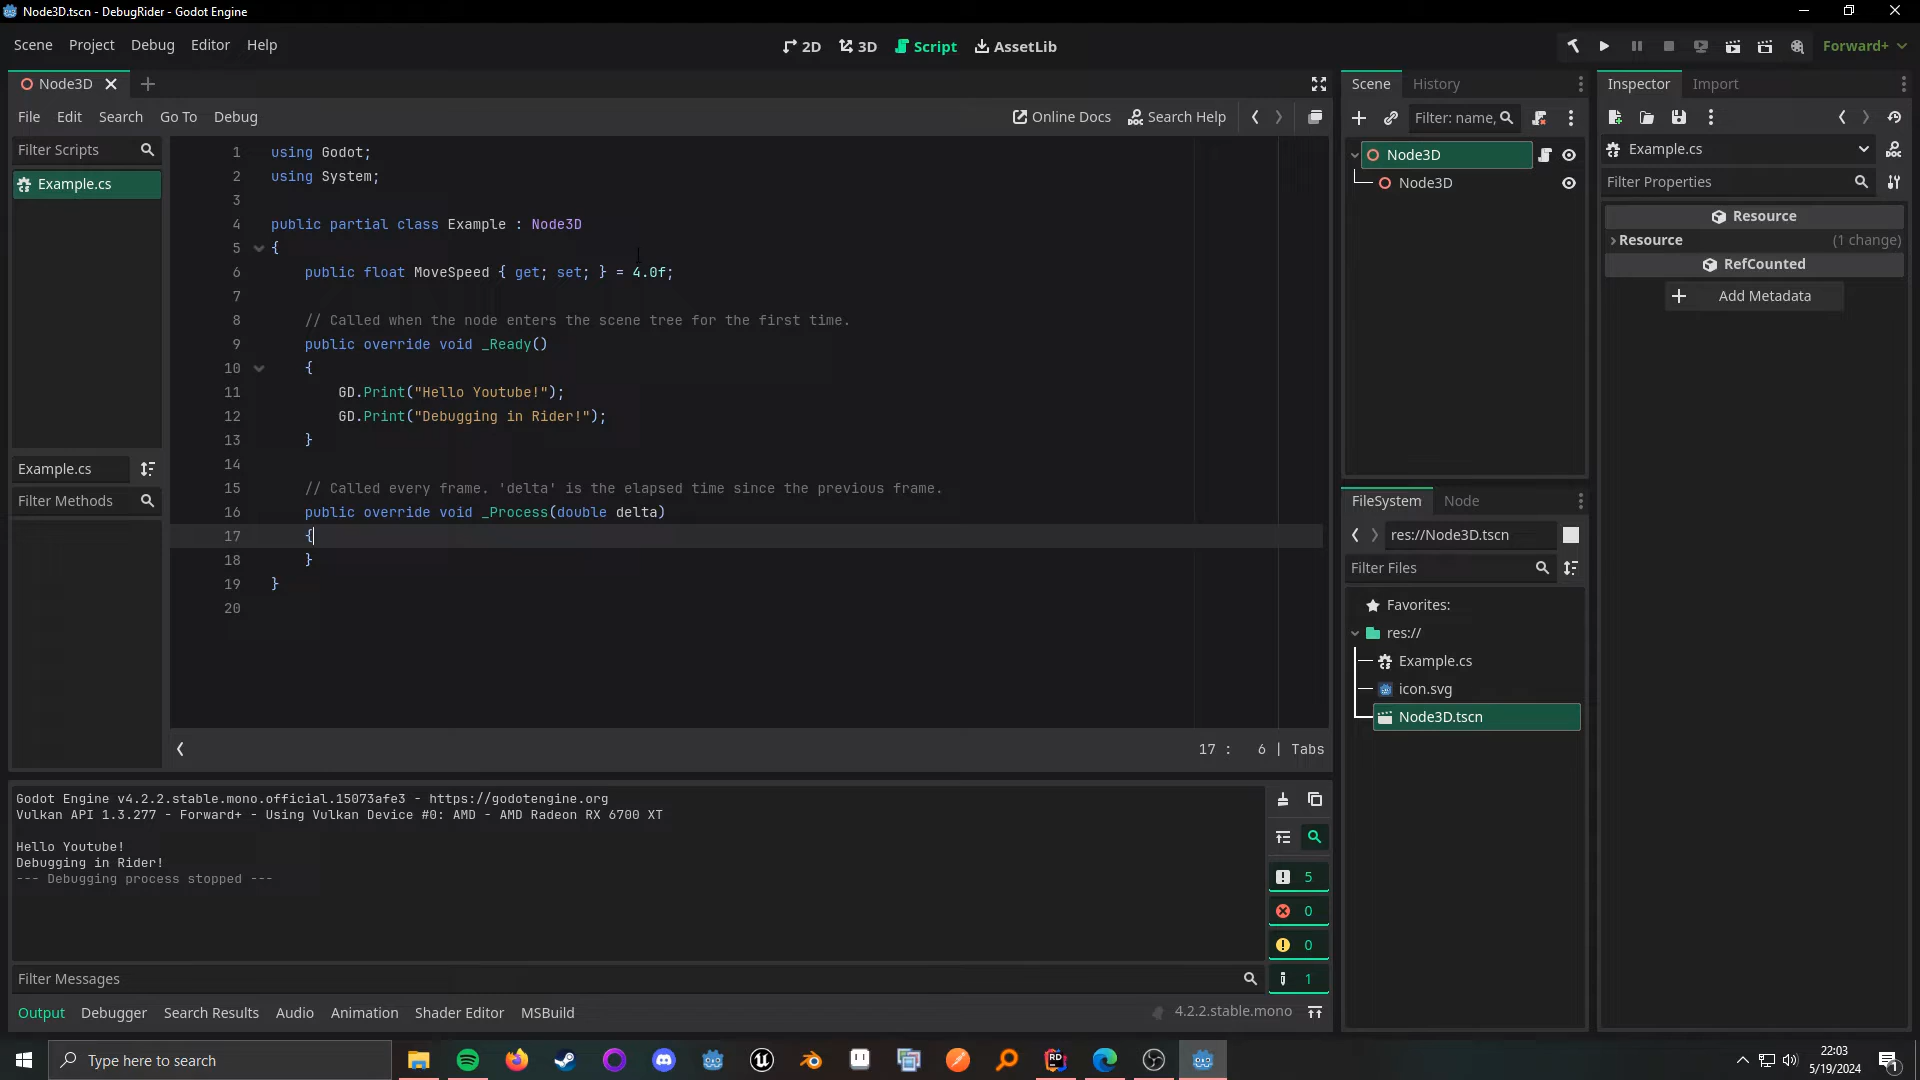 Node3D.tscn - DebugRider - Godot Engine
Scene Project Debug Editor Help
2D 3D Script AssetLib
Forward+
Node3D
File Edit Search Go To Debug
Online Docs Search Help
Filter Scripts
Example.cs
Example.cs
Filter Methods
1 using Godot;
2 using System;
3
4 public partial class Example : Node3D
5 {
6 public float MoveSpeed { get; set; } = 4.0f;
7
8 // Called when the node enters the scene tree for the first time.
9 public override void _Ready()
10 {
11 GD.Print("Hello Youtube!");
12 GD.Print("Debugging in Rider!");
13 }
14
15 // Called every frame. 'delta' is the elapsed time since the previous frame.
16 public override void _Process(double delta)
17 {
18 }
19 }
20
17 : 6 | Tabs
Godot Engine v4.2.2.stable.mono.official.15073afe3 - https://godotengine.org
Vulkan API 1.3.277 - Forward+ - Using Vulkan Device #0: AMD - AMD Radeon RX 6700 XT
Hello Youtube!
Debugging in Rider!
--- Debugging process stopped ---
5
0
0
1
Filter Messages
Output Debugger Search Results Audio Animation Shader Editor MSBuild
4.2.2.stable.mono
Scene History
Filter: name,
Node3D
Node3D
FileSystem Node
res://Node3D.tscn
Filter Files
Favorites:
res://
Example.cs
icon.svg
Node3D.tscn
Inspector Import
Example.cs
Filter Properties
Resource
Resource (1 change)
RefCounted
Add Metadata
Type here to search
RD
22:03
5/19/2024
1